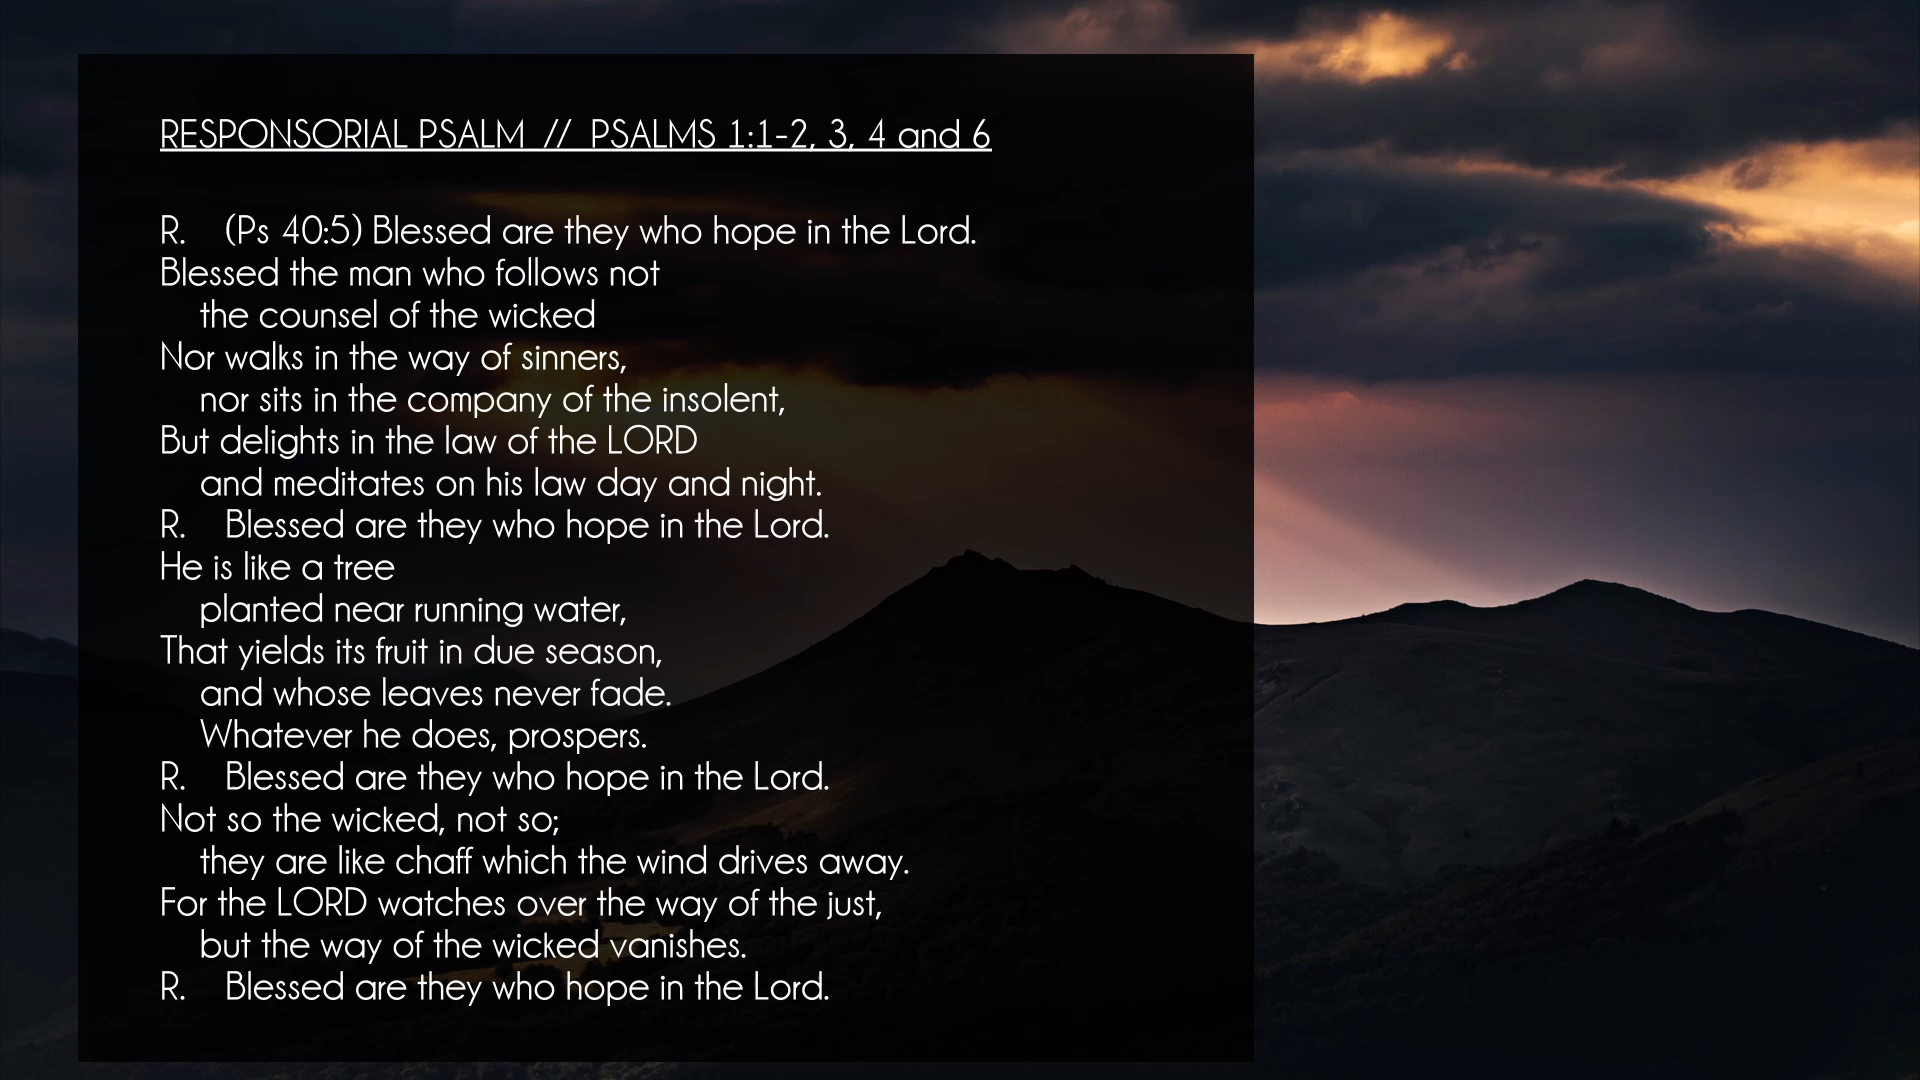 RESPONSORIAL PSALM // PSALMS 1:1-2, 3, 4 and 6
R. (Ps 40:5) Blessed are they who hope in the Lord.
Blessed the man who follows not
the counsel of the wicked
Nor walks in the way of sinners,
nor sits in the company of the insolent,
But delights in the law of the LORD
and meditates on his law day and night.
R. Blessed are they who hope in the Lord.
He is like a tree
planted near running water,
That yields its fruit in due season,
and whose leaves never fade.
Whatever he does, prospers.
R. Blessed are they who hope in the Lord.
Not so the wicked, not so;
they are like chaff which the wind drives away.
For the LORD watches over the way of the just,
but the way of the wicked vanishes.
R. Blessed are they who hope in the Lord.